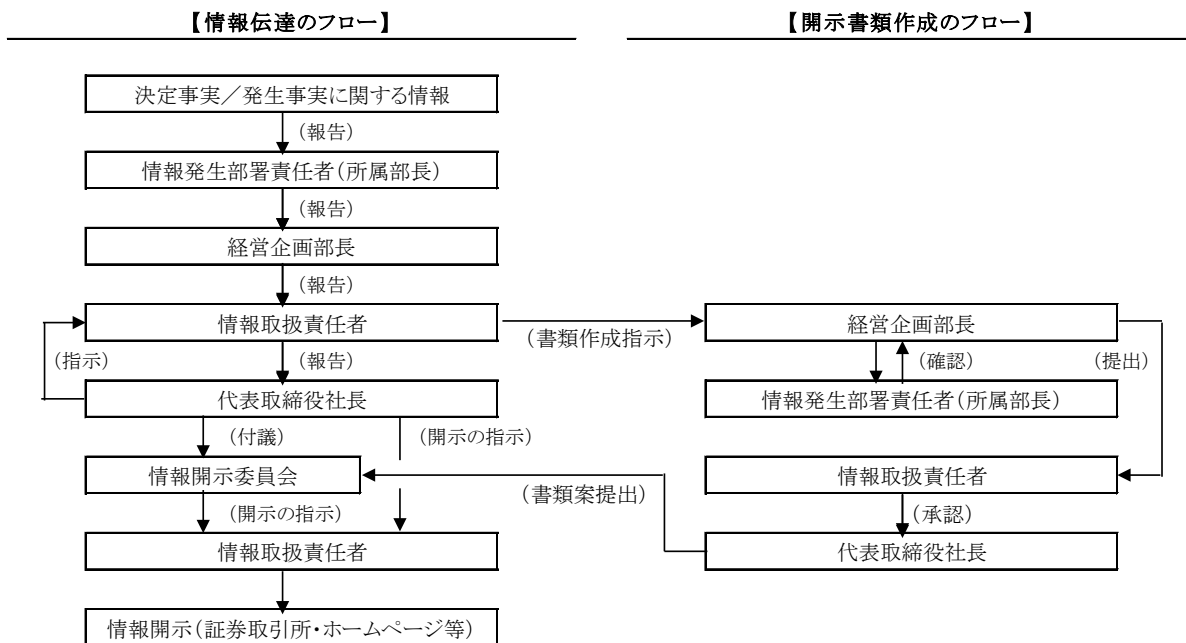 【情報伝達のフロー】
決定事実／発生事実に関する情報
（報告）
情報発生部署責任者（所属部長）
（報告）
経営企画部長
（報告）
情報取扱責任者
（指示）
（報告）
代表取締役社長
（付議）
（開示の指示）
情報開示委員会
（開示の指示）
情報取扱責任者
情報開示（証券取引所・ホームページ等）
【開示書類作成のフロー】
（書類作成指示）
経営企画部長
（確認）
（提出）
情報発生部署責任者（所属部長）
情報取扱責任者
（書類案提出）
（承認）
代表取締役社長